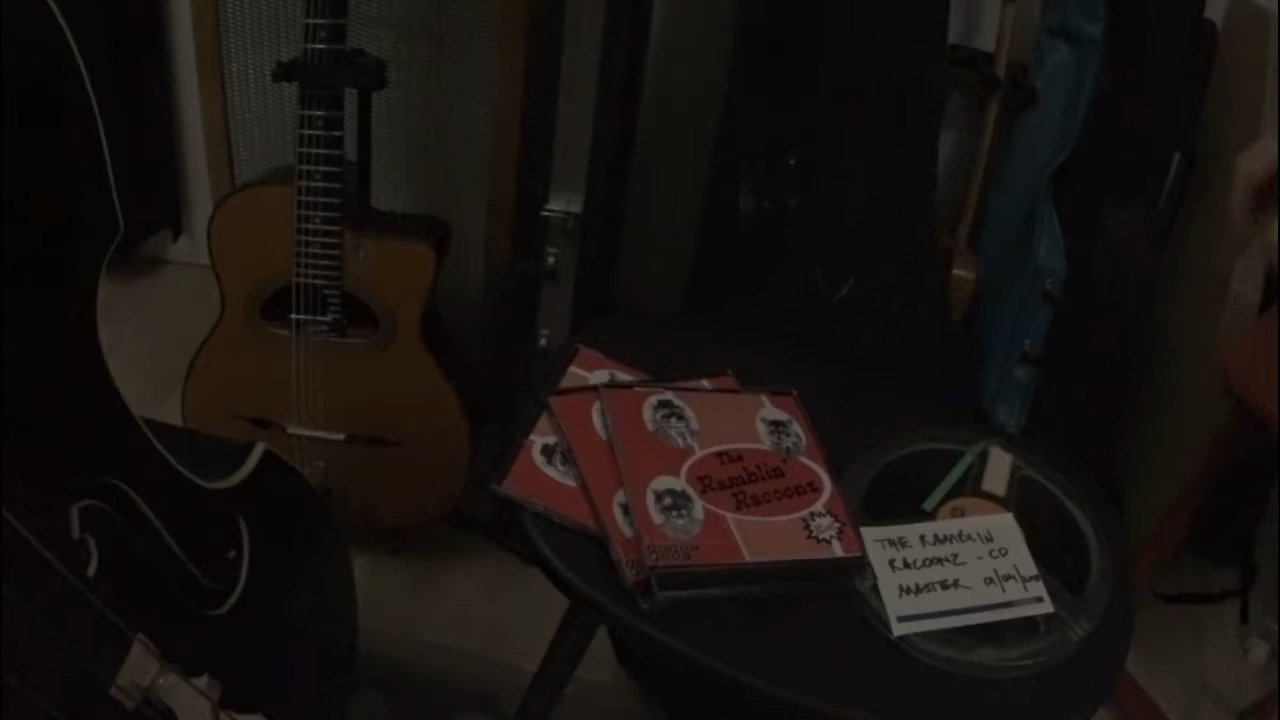 The
Ramblin'
Racoonz
THE RAMBLIN
RACOONZ - CD
MASTER